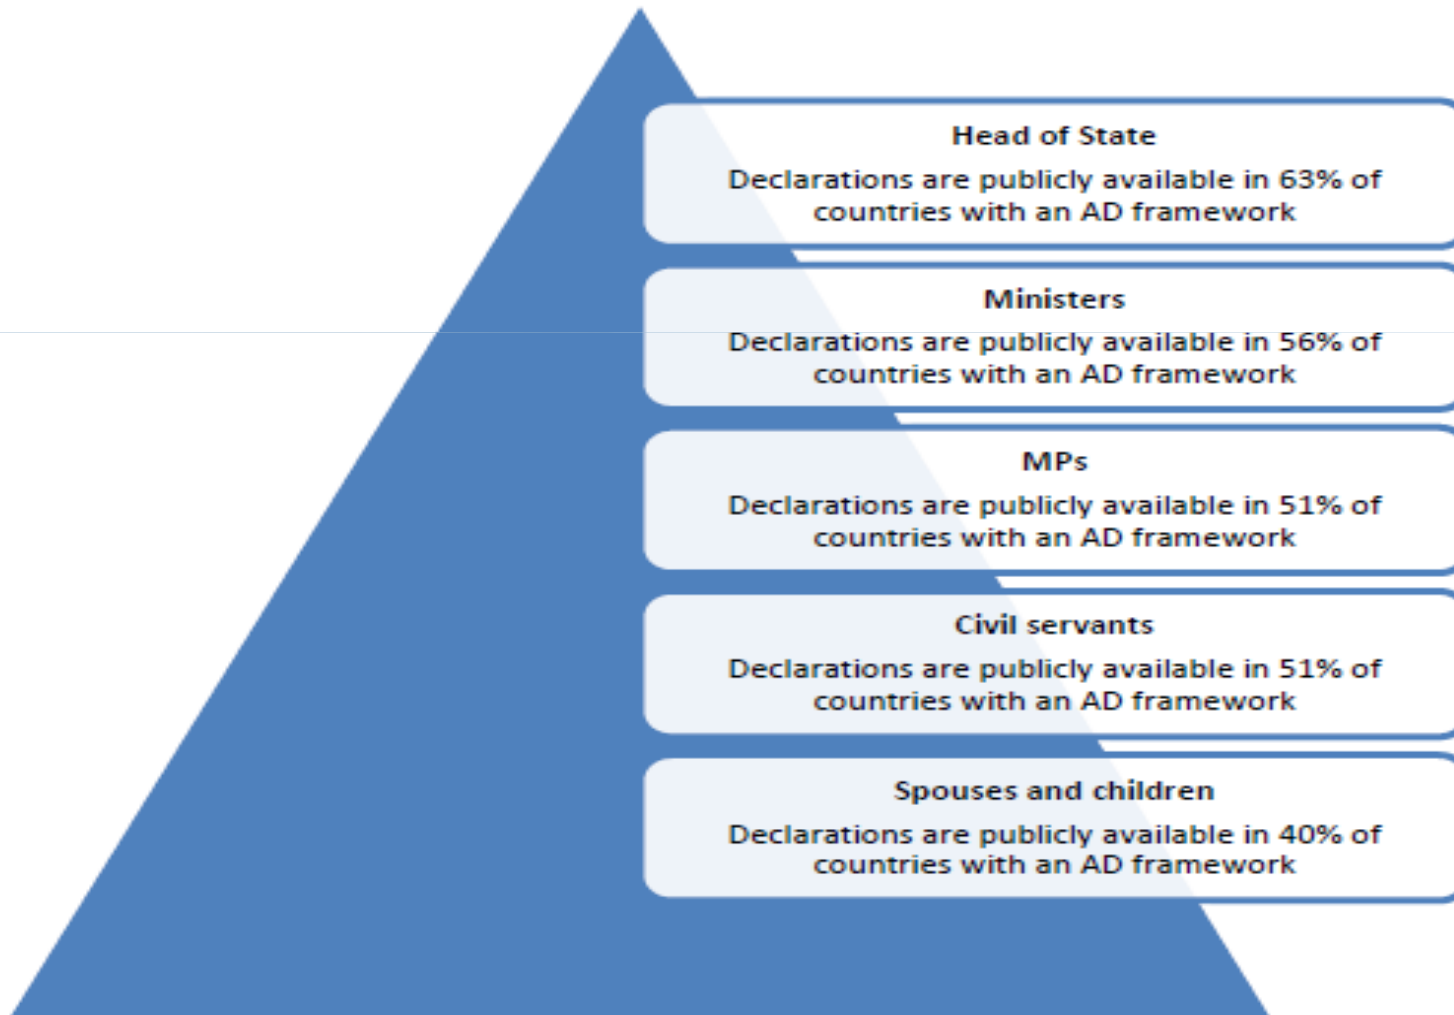 Head of State
Declarations are publicly available in 63% of
countries with an AD framework
Ministers
Declarations are publicly available in 56% of
countries with an AD framework
MPs
Declarations are publicly available in 51% of
countries with an AD framework
Civil servants
Declarations are publicly available in 51% of
countries with an AD framework
Spouses and children
Declarations are publicly available in 40% of
countries with an AD framework